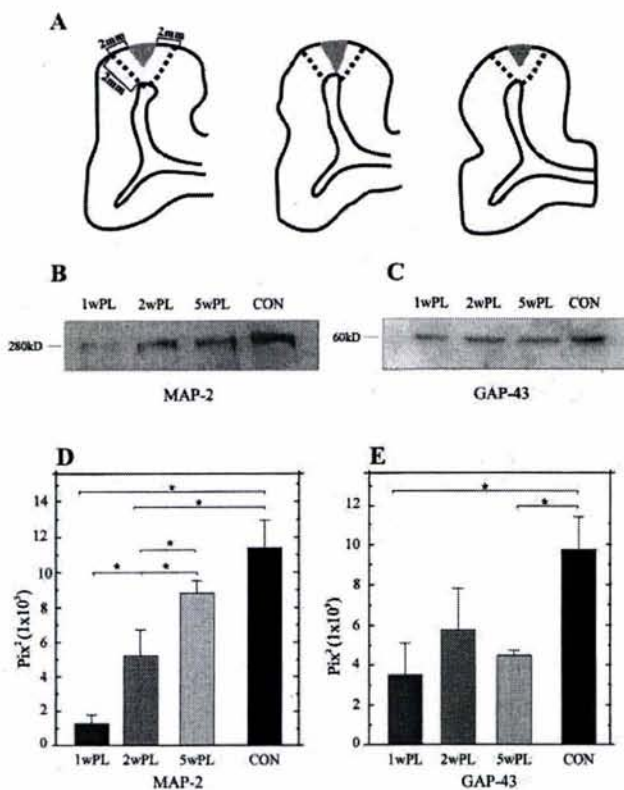 A
2mm
2mm
2mm
B
1wPL 2wPL 5wPL CON
280kD
MAP-2
C
1wPL 2wPL 5wPL CON
60kD
GAP-43
D
* * * * *
14
12
10
8
6
4
2
0
Pix² (1x10³)
1wPL 2wPL 5wPL CON
MAP-2
E
* *
12
10
8
6
4
2
0
Pix² (1x10³)
1wPL 2wPL 5wPL CON
GAP-43